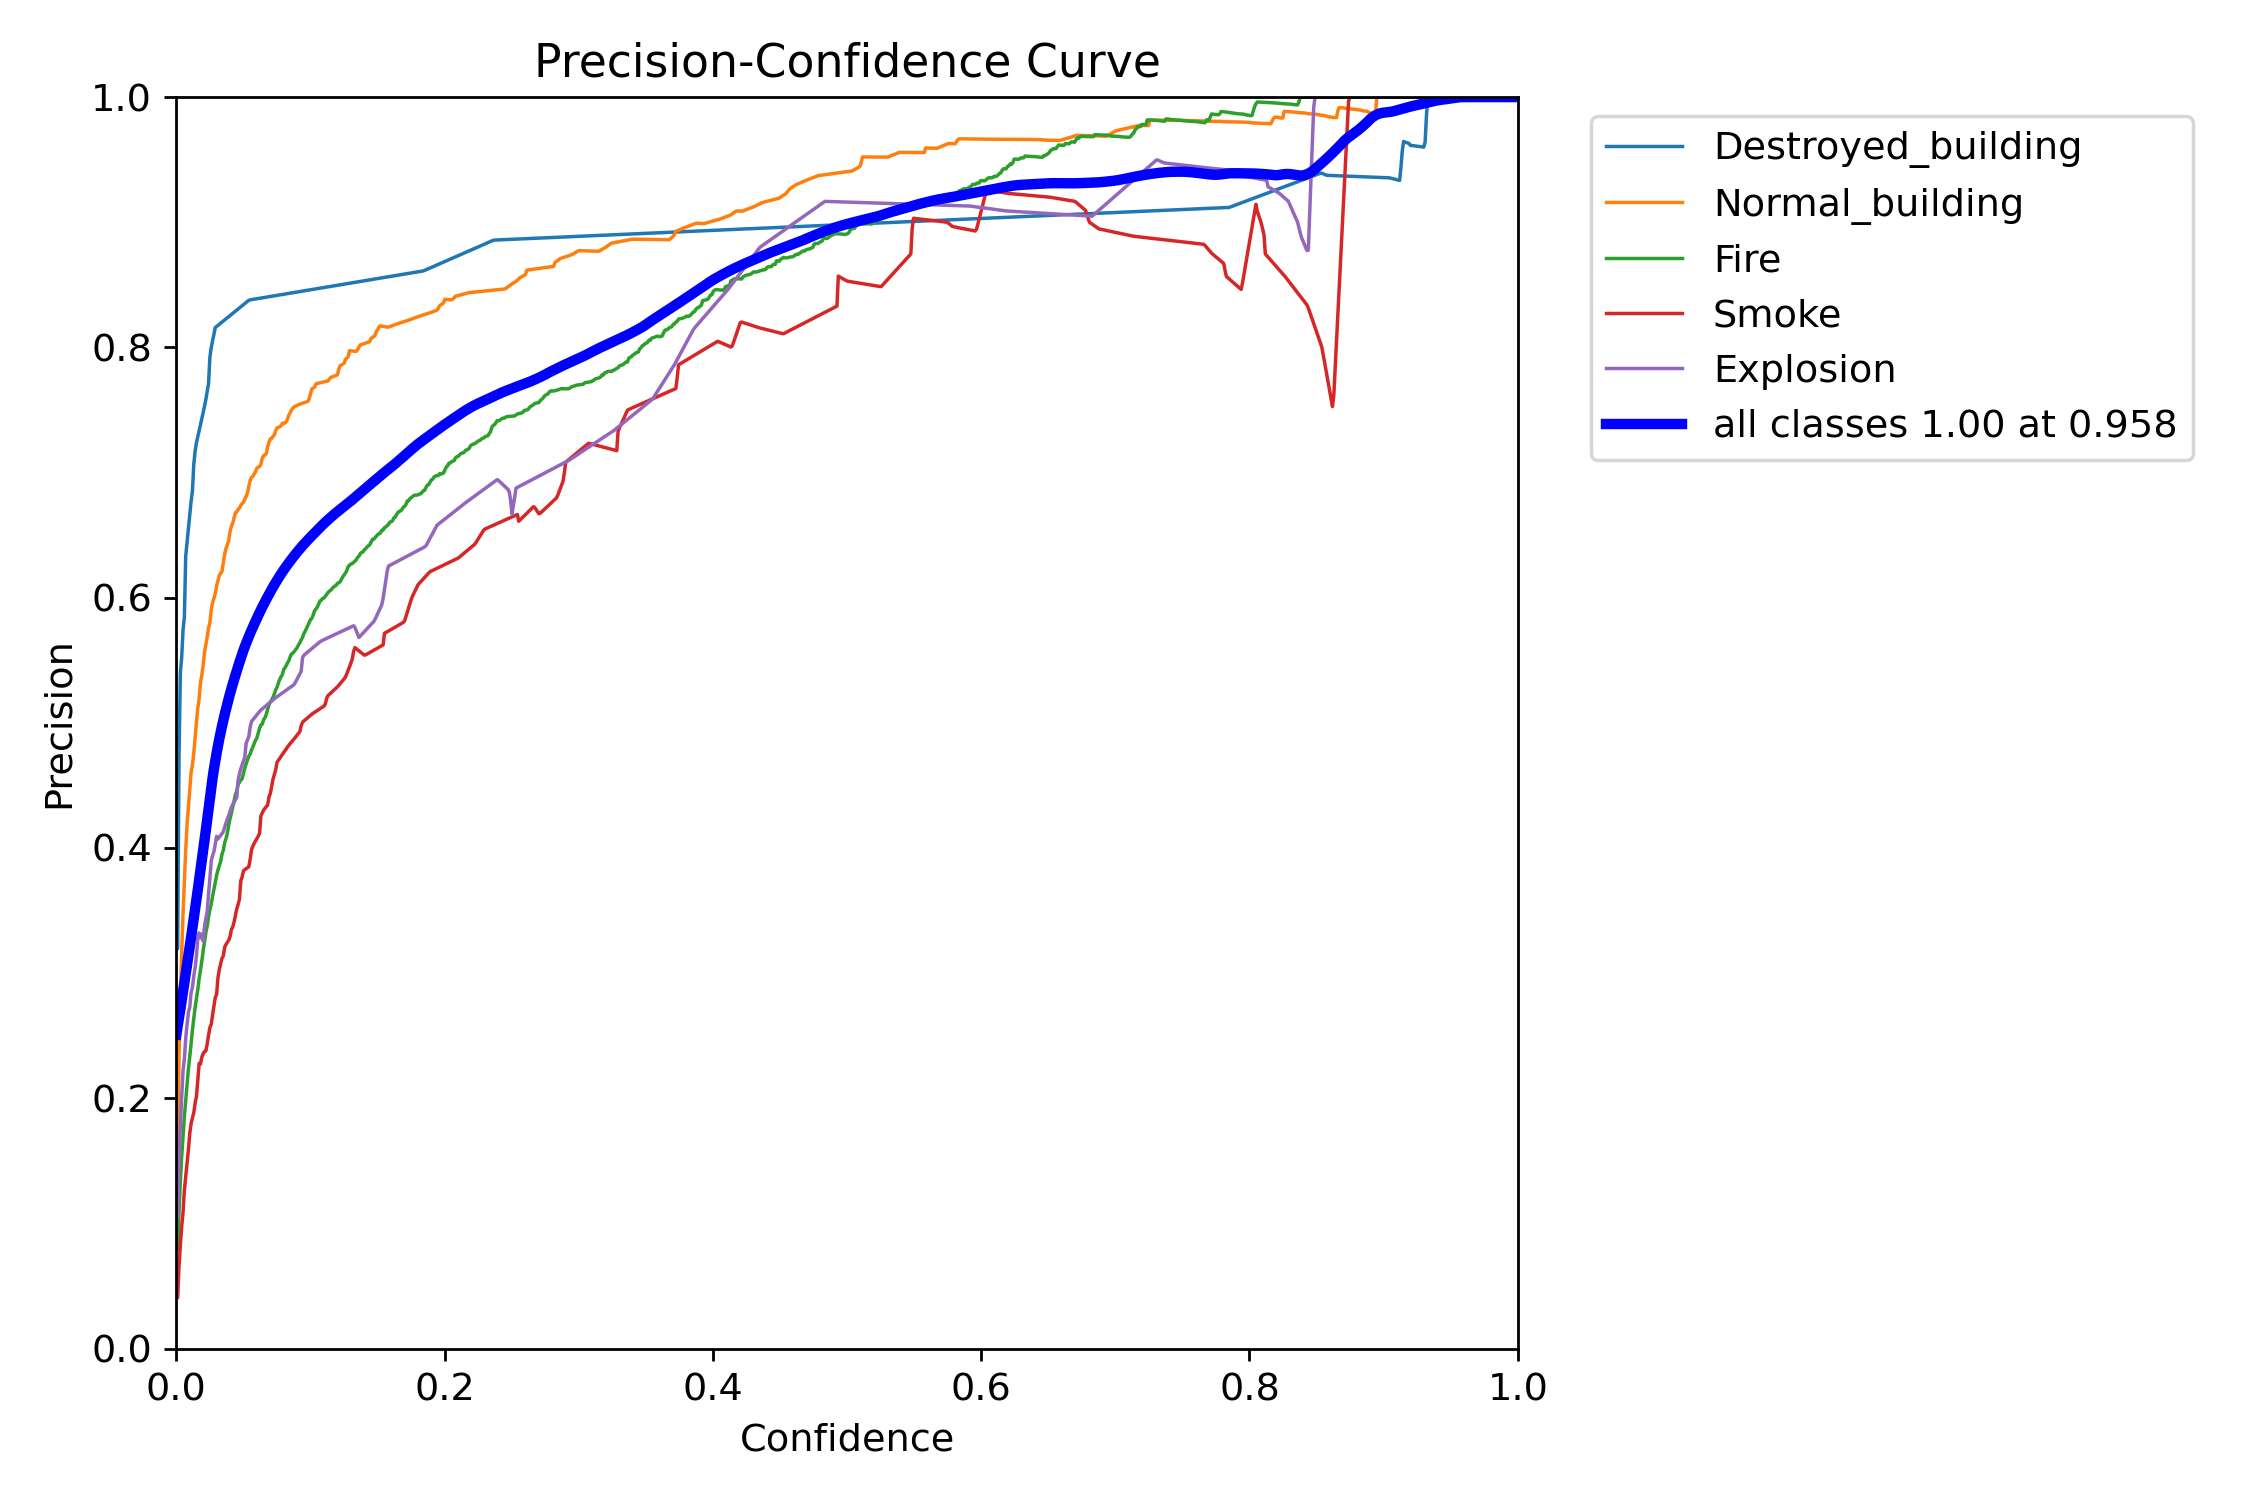 Precision-Confidence Curve
1.0
0.8
0.6
0.4
0.2
0.0
Precision
0.0 0.2 0.4 0.6 0.8 1.0
Confidence
Destroyed_building
Normal_building
Fire
Smoke
Explosion
all classes 1.00 at 0.958